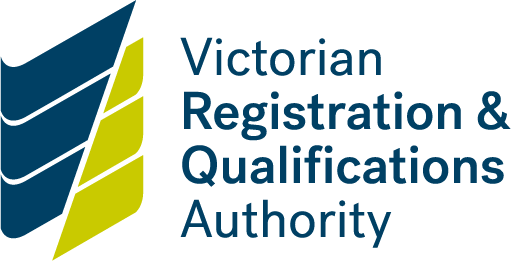 Victorian
Registration &
Qualifications
Authority